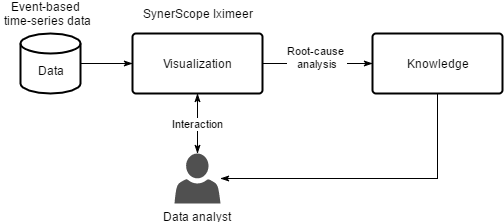 Event-based
time-series data
SynerScope Iximeer
Data
Visualization
Root-cause
analysis
Knowledge
Interaction
Data analyst